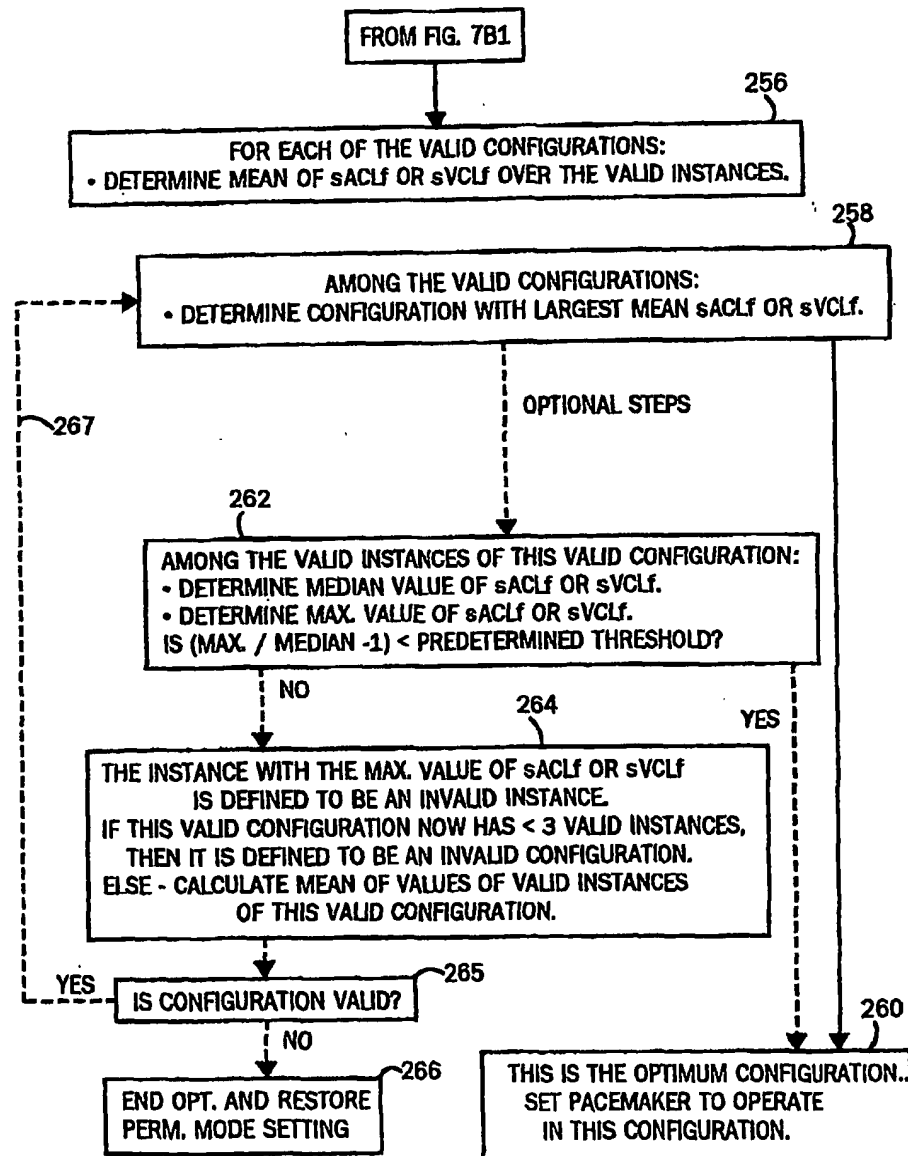 FROM FIG. 7B1
256
FOR EACH OF THE VALID CONFIGURATIONS:
• DETERMINE MEAN OF sACLf OR sVCLf OVER THE VALID INSTANCES.
258
AMONG THE VALID CONFIGURATIONS:
• DETERMINE CONFIGURATION WITH LARGEST MEAN sACLf OR sVCLf.
267
OPTIONAL STEPS
262
AMONG THE VALID INSTANCES OF THIS VALID CONFIGURATION:
• DETERMINE MEDIAN VALUE OF sACLf OR sVCLf.
• DETERMINE MAX. VALUE OF sACLf OR sVCLf.
IS (MAX. / MEDIAN -1) < PREDETERMINED THRESHOLD?
NO
YES
264
THE INSTANCE WITH THE MAX. VALUE OF sACLf OR sVCLf
IS DEFINED TO BE AN INVALID INSTANCE.
IF THIS VALID CONFIGURATION NOW HAS < 3 VALID INSTANCES,
THEN IT IS DEFINED TO BE AN INVALID CONFIGURATION.
ELSE - CALCULATE MEAN OF VALUES OF VALID INSTANCES
OF THIS VALID CONFIGURATION.
YES
IS CONFIGURATION VALID?
265
NO
266
END OPT. AND RESTORE
PERM. MODE SETTING
260
THIS IS THE OPTIMUM CONFIGURATION..
SET PACEMAKER TO OPERATE
IN THIS CONFIGURATION.